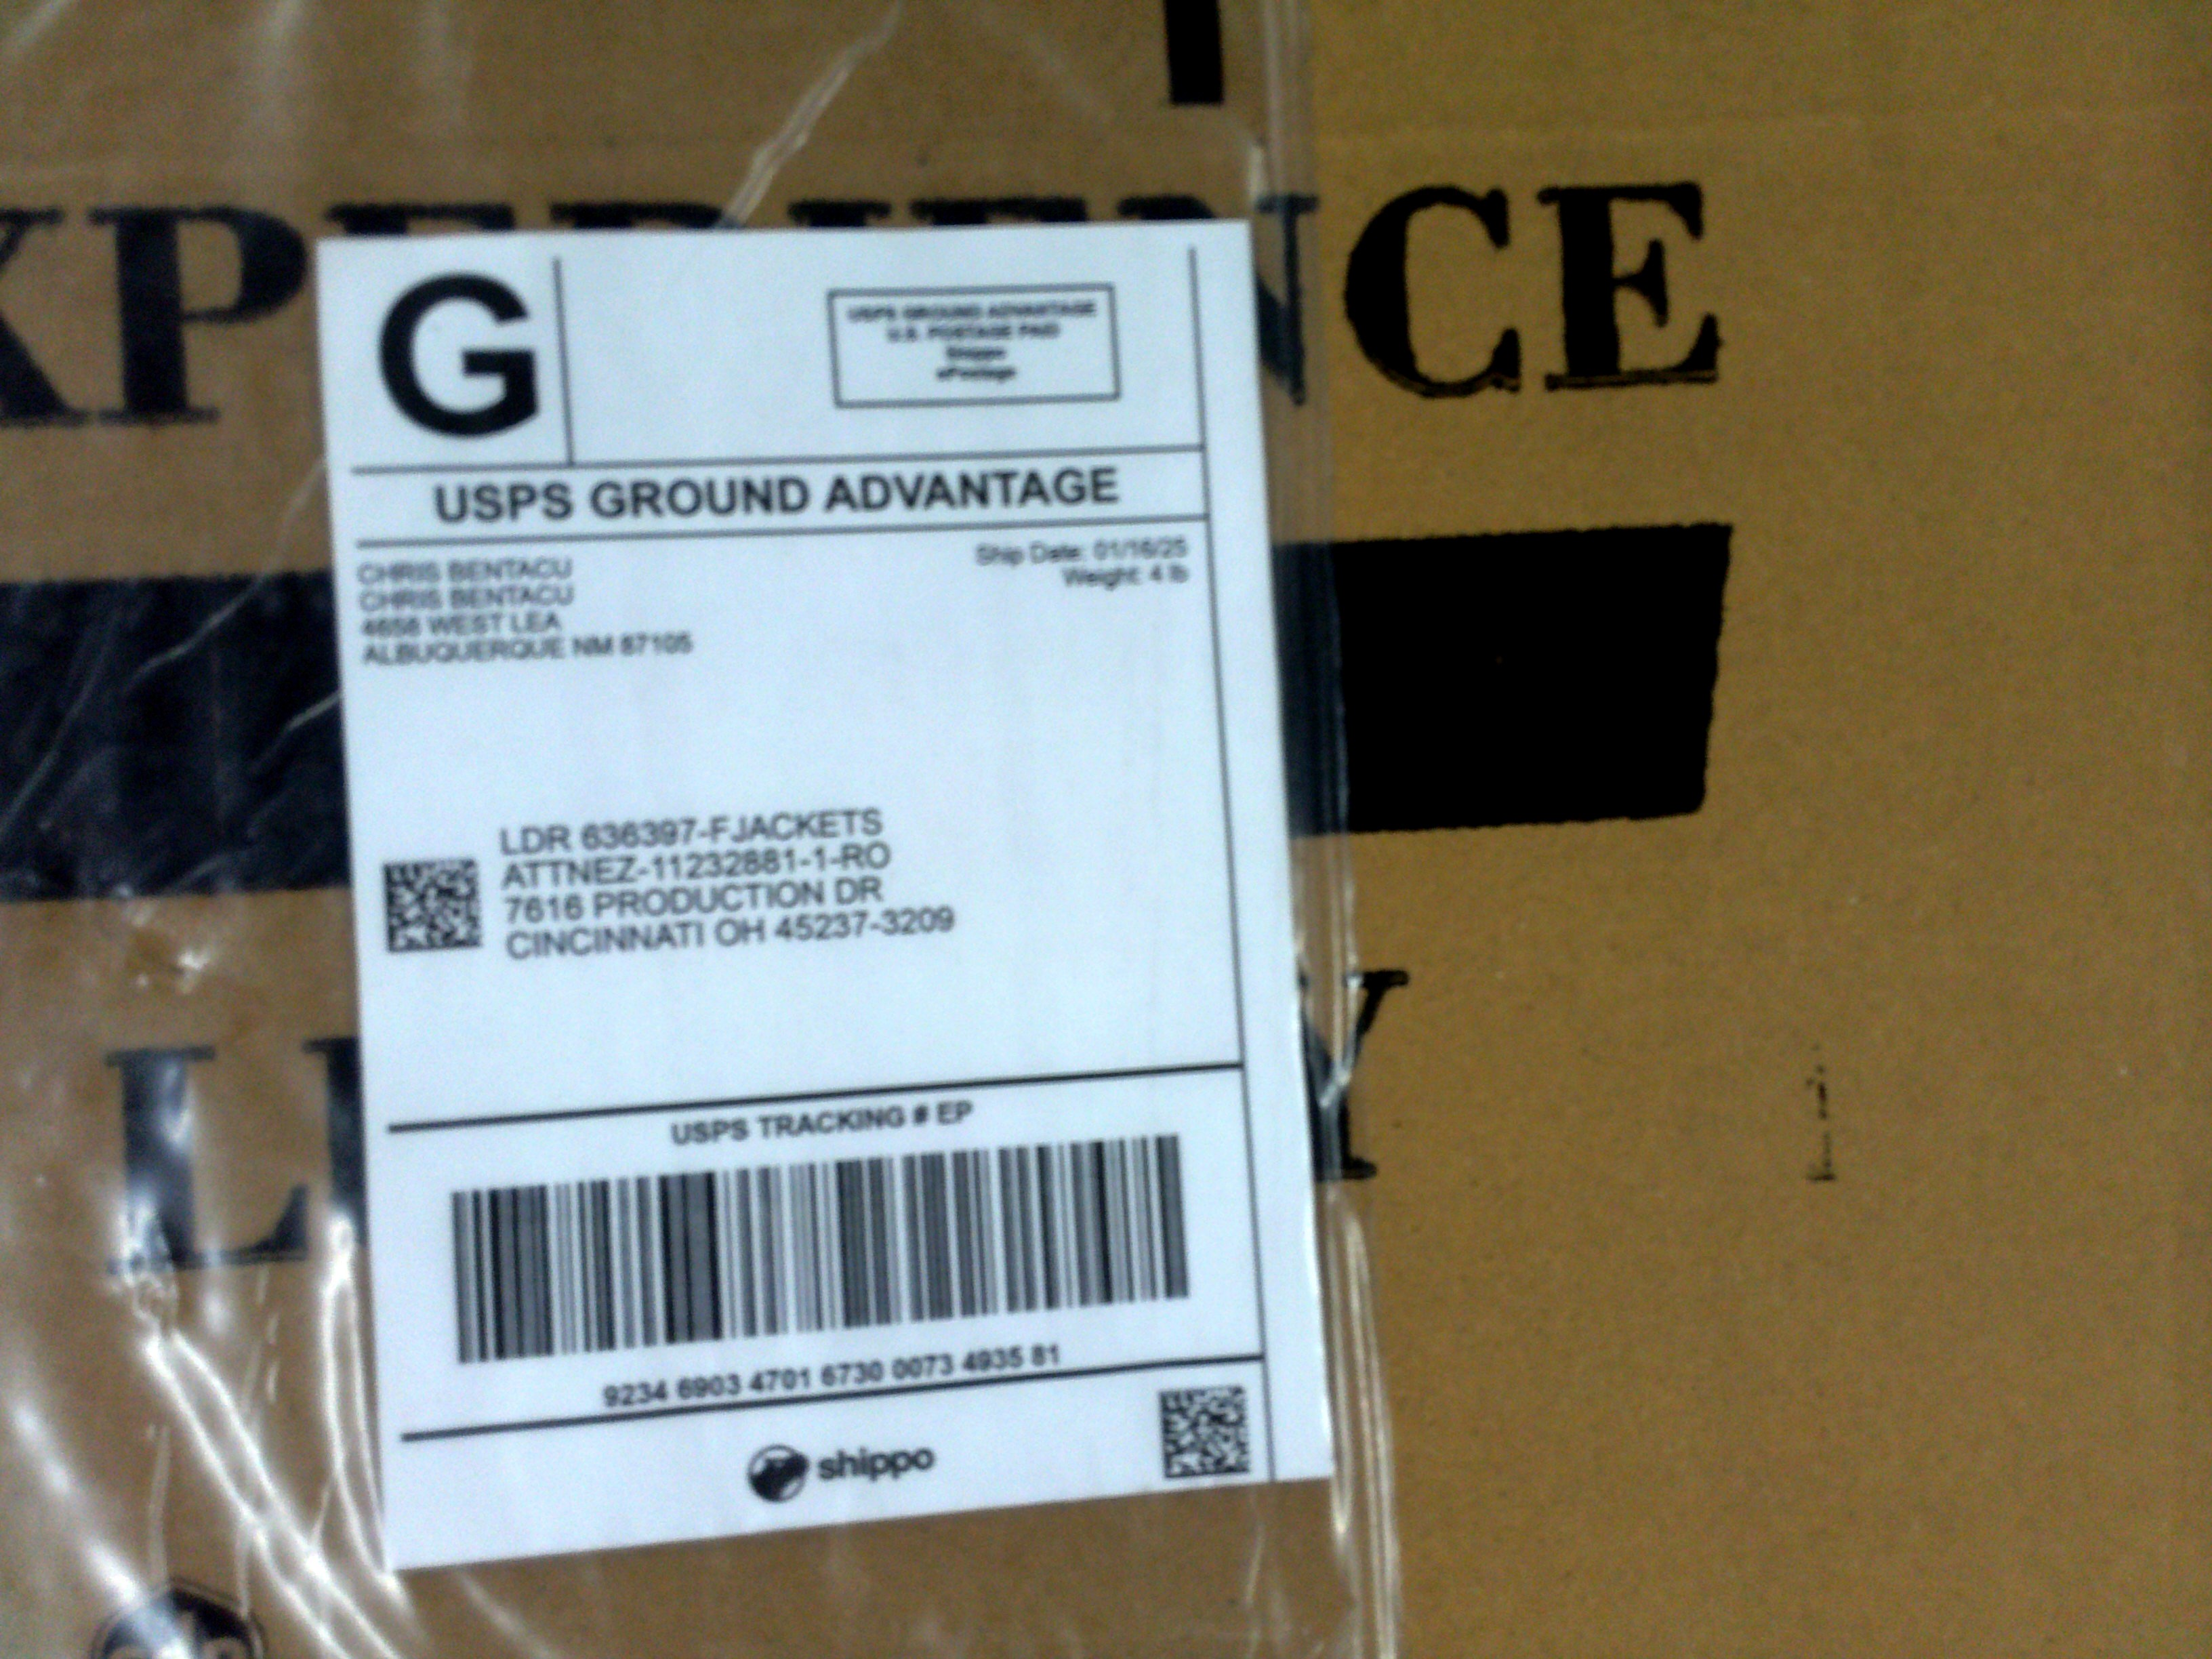 XPERIENCE
G
USPS GROUND ADVANTAGE
U.S. POSTAGE PAID
Shippo
ePostage
USPS GROUND ADVANTAGE
CHRIS BENTACU
CHRIS BENTACU
WEST LEA
ALBUQUERQUE NM 87105
Ship Date: 01/16/25
Weight: 4 lb
LDR 636397-FJACKETS
ATTNEZ-11232881-1-RO
7616 PRODUCTION DR
CINCINNATI OH 45237-3209
USPS TRACKING # EP
9234 6903 4701 6730 0073 4935 81
shippo